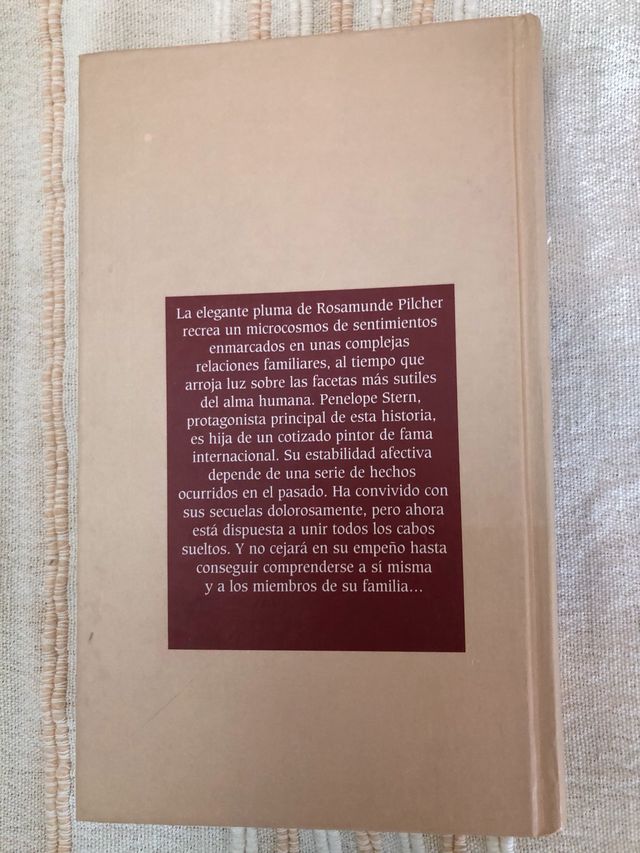 La elegante pluma de Rosamunde Pilcher
recrea un microcosmos de sentimientos
enmarcados en unas complejas
relaciones familiares, al tiempo que
arroja luz sobre las facetas más sutiles
del alma humana. Penelope Stern,
protagonista principal de esta historia,
es hija de un cotizado pintor de fama
internacional. Su estabilidad afectiva
depende de una serie de hechos
ocurridos en el pasado. Ha convivido con
sus secuelas dolorosamente, pero ahora
está dispuesta a unir todos los cabos
sueltos. Y no cejará en su empeño hasta
conseguir comprenderse a sí misma
y a los miembros de su familia...